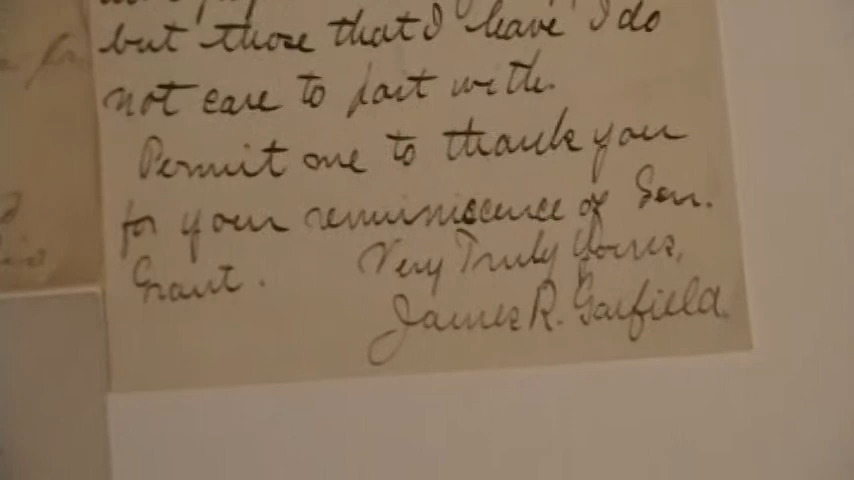 but those that I have I do
not care to part with.
Permit me to thank you
for your reminiscence of Gen.
Grant.
Very Truly Yours,
James R. Garfield.